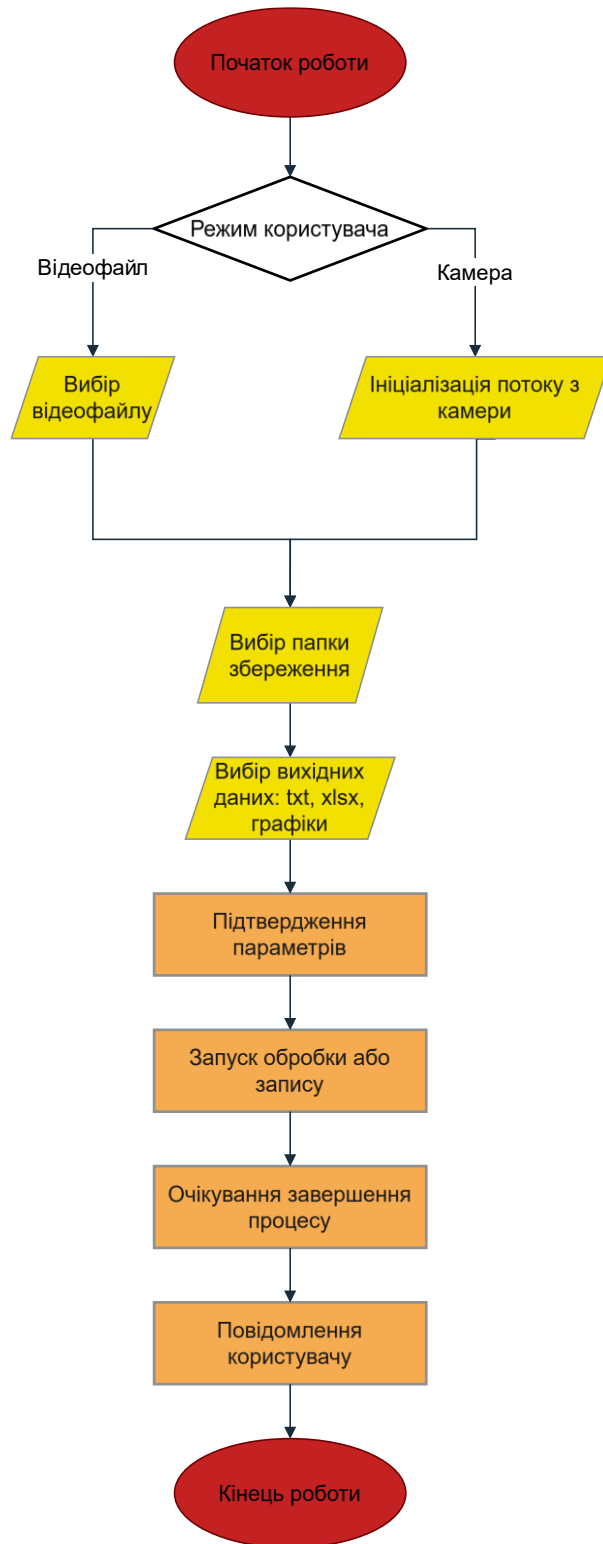 Початок роботи
Режим користувача
Відеофайл
Камера
Вибір
відеофайлу
Ініціалізація потоку з
камери
Вибір папки
збереження
Вибір вихідних
даних: txt, xlsx,
графіки
Підтвердження
параметрів
Запуск обробки або
запису
Очікування завершення
процесу
Повідомлення
користувачу
Кінець роботи